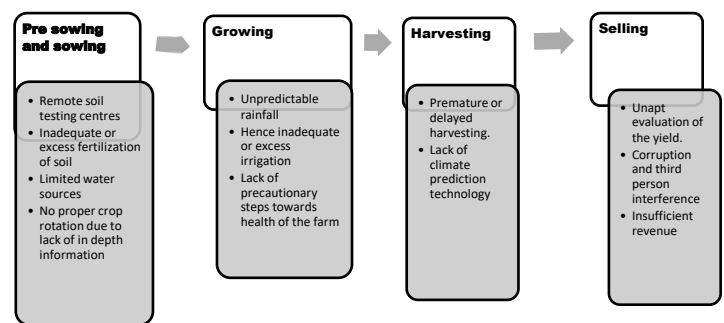 Pre sowing
and sowing
• Remote soil
testing centres
• Inadequate or
excess fertilization
of soil
• Limited water
sources
• No proper crop
rotation due to
lack of in depth
information
Growing
• Unpredictable
rainfall
• Hence inadequate
or excess
irrigation
• Lack of
precautionary
steps towards
health of the farm
Harvesting
• Premature or
delayed
harvesting.
• Lack of
climate
prediction
technology
Selling
• Unapt
evaluation of
the yield.
• Corruption
and third
person
interference
• Insufficient
revenue